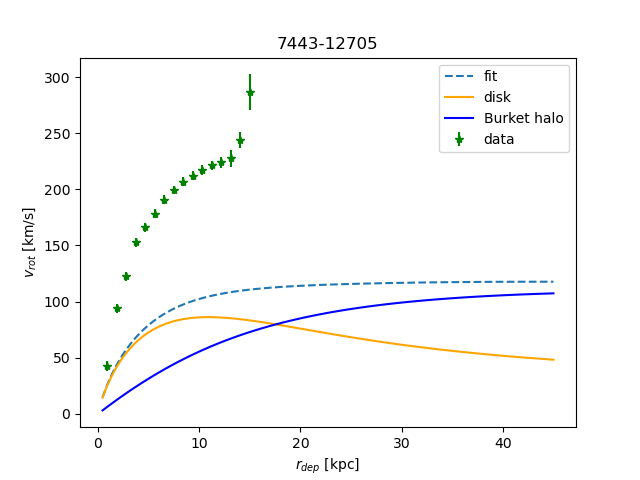 7443-12705
300
250
200
150
100
50
0
v_rot [km/s]
fit
disk
Burket halo
data
0 10 20 30 40
r_dep [kpc]